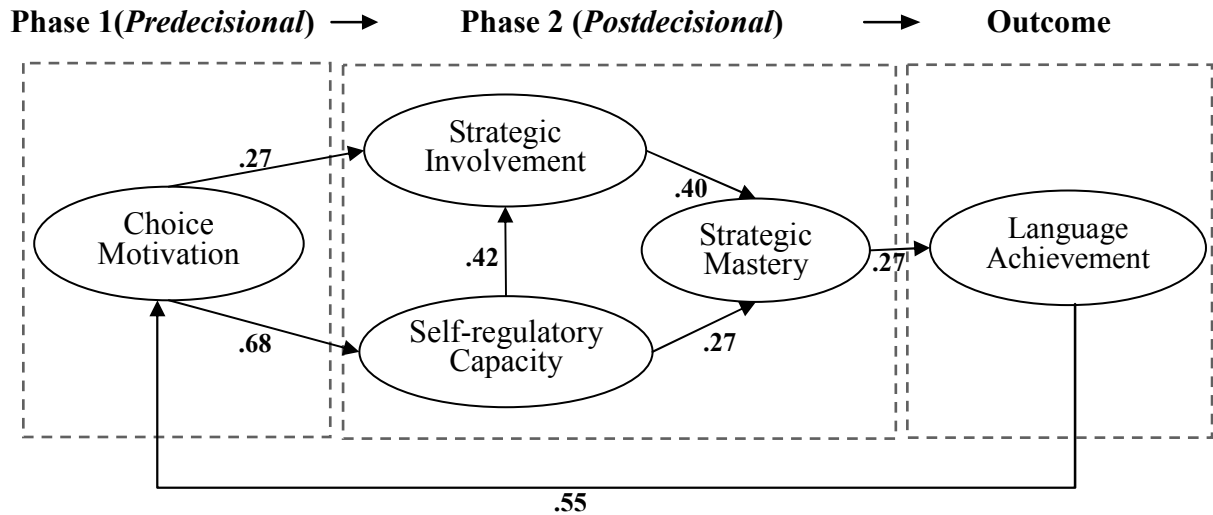 Phase 1(Predecisional)
Phase 2 (Postdecisional)
Outcome
Strategic
Involvement
.27
.40
Choice
Motivation
Strategic
Mastery
Language
Achievement
.42
.27
.68
Self-regulatory
Capacity
.27
.55